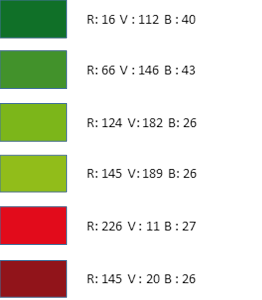 R: 16 V : 112 B : 40
R: 66 V : 146 B : 43
R: 124 V:182 B: 26
R: 145 V:189 B: 26
R: 226 V : 11 B : 27
R: 145 V : 20 B : 26